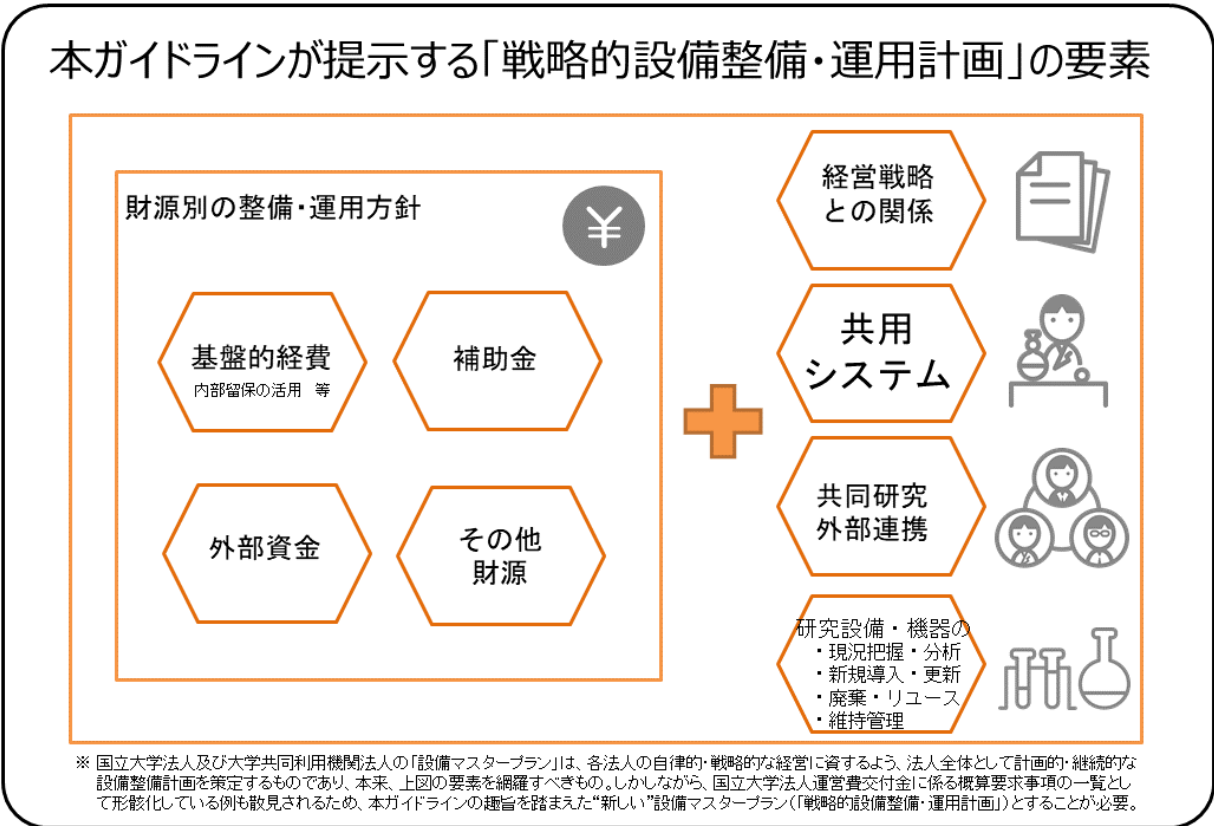 本ガイドラインが提示する「戦略的設備整備・運用計画」の要素
財源別の整備・運用方針
¥
基盤的経費
内部留保の活用　等
補助金
外部資金
その他
財源
経営戦略
との関係
共用
システム
共同研究
外部連携
研究設備・機器の
・現況把握・分析
・新規導入・更新
・廃棄・リユース
・維持管理
※ 国立大学法人及び大学共同利用機関法人の「設備マスタープラン」は、各法人の自律的・戦略的な経営に資するよう、法人全体として計画的・継続的な
設備整備計画を策定するものであり、本来、上図の要素を網羅すべきもの。しかしながら、国立大学法人運営費交付金に係る概算要求事項の一覧とし
て形骸化している例も散見されるため、本ガイドラインの趣旨を踏まえた“新しい”設備マスタープラン(「戦略的設備整備・運用計画」)とすることが必要。